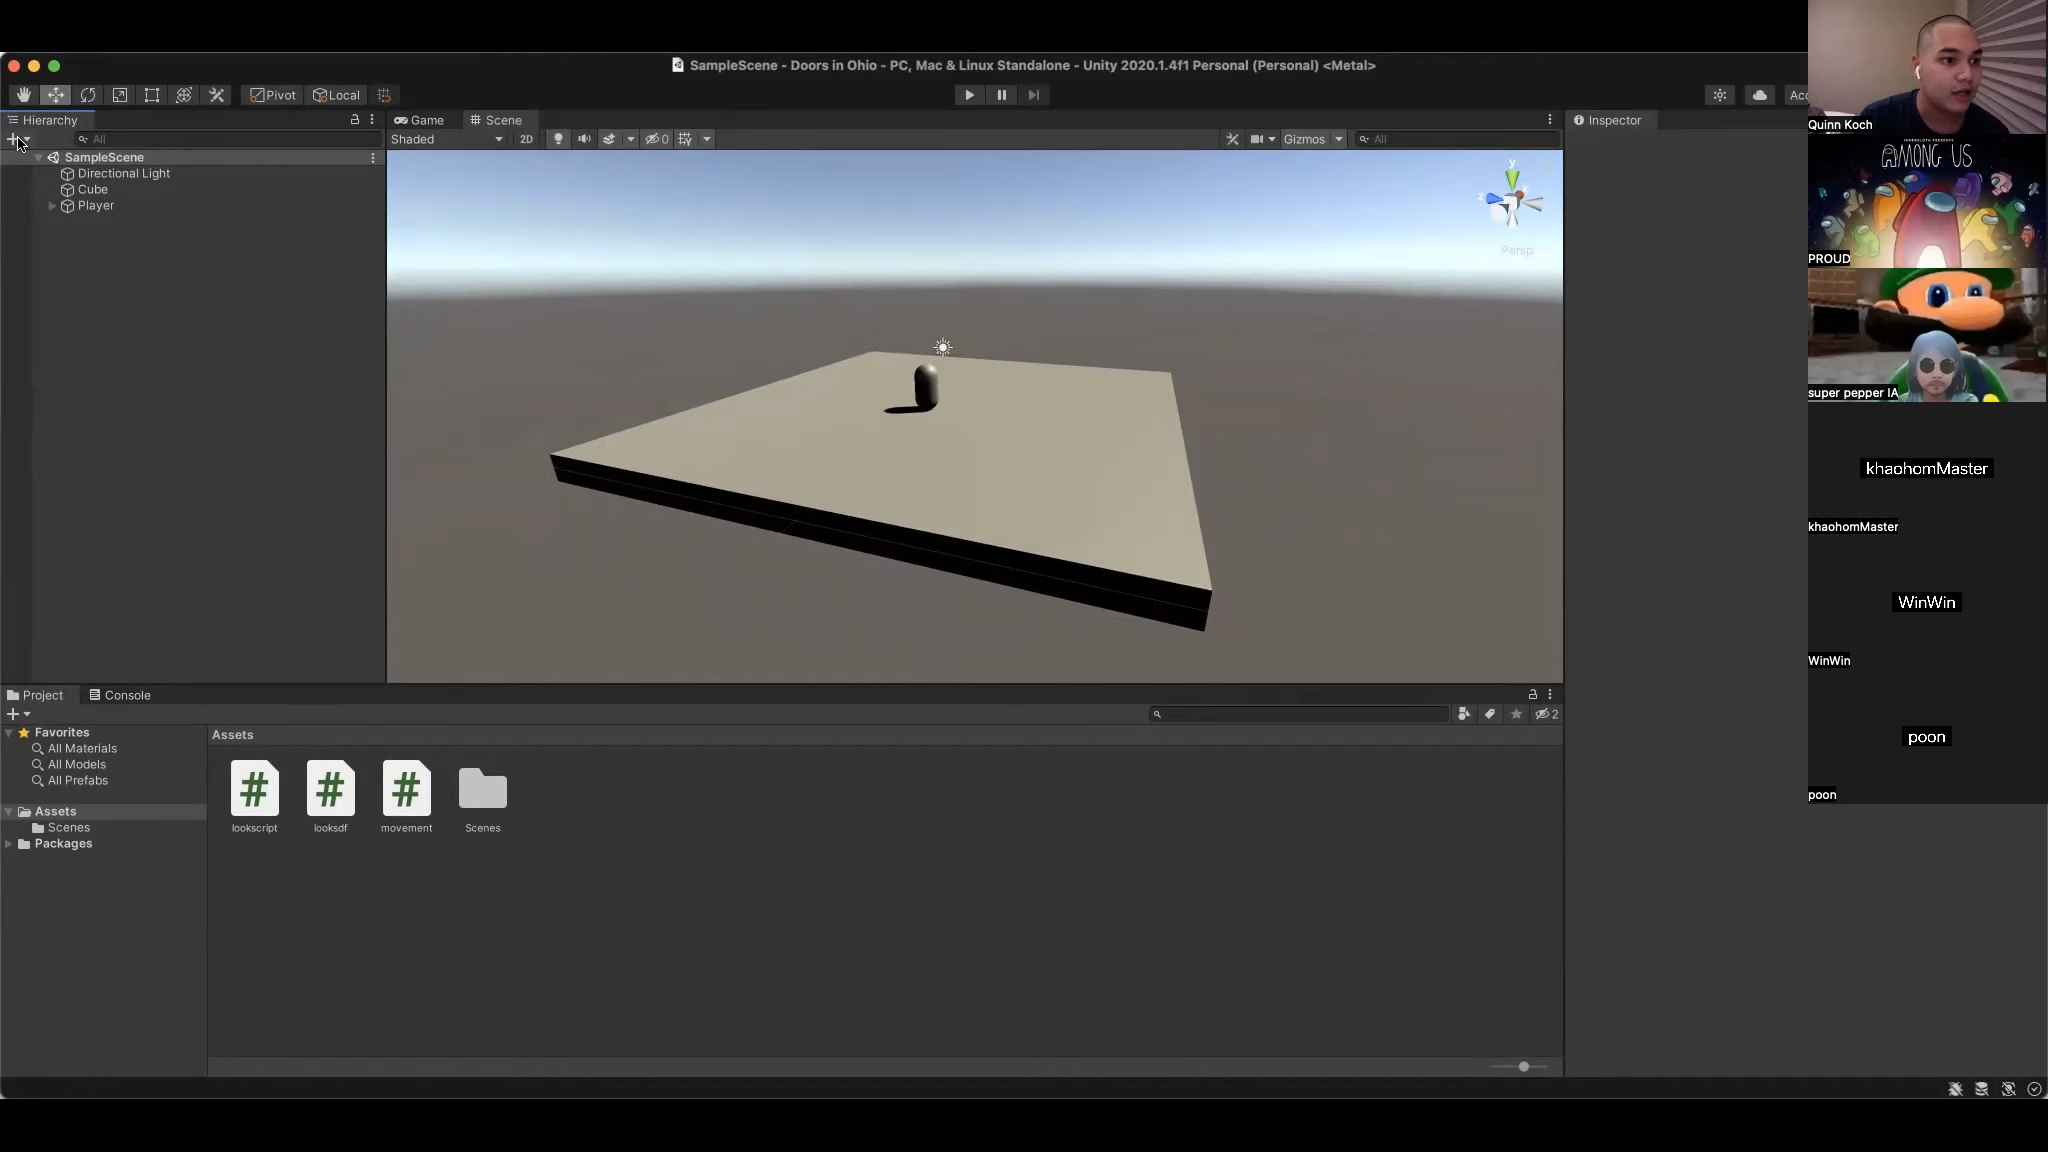 SampleScene - Doors in Ohio - PC, Mac & Linux Standalone - Unity 2020.1.4f1 Personal (Personal) <Metal>
Pivot
Local
Acc
Hierarchy
All
SampleScene
Directional Light
Cube
Player
Game
Scene
Shaded
2D
0
Gizmos
All
y
z
Persp
Inspector
Project
Console
2
Favorites
All Materials
All Models
All Prefabs
Assets
Scenes
Packages
Assets
#
#
#
lookscript
looksdf
movement
Scenes
Quinn Koch
AMONG US
PROUD
super pepper IA
khaohomMaster
khaohomMaster
WinWin
WinWin
poon
poon